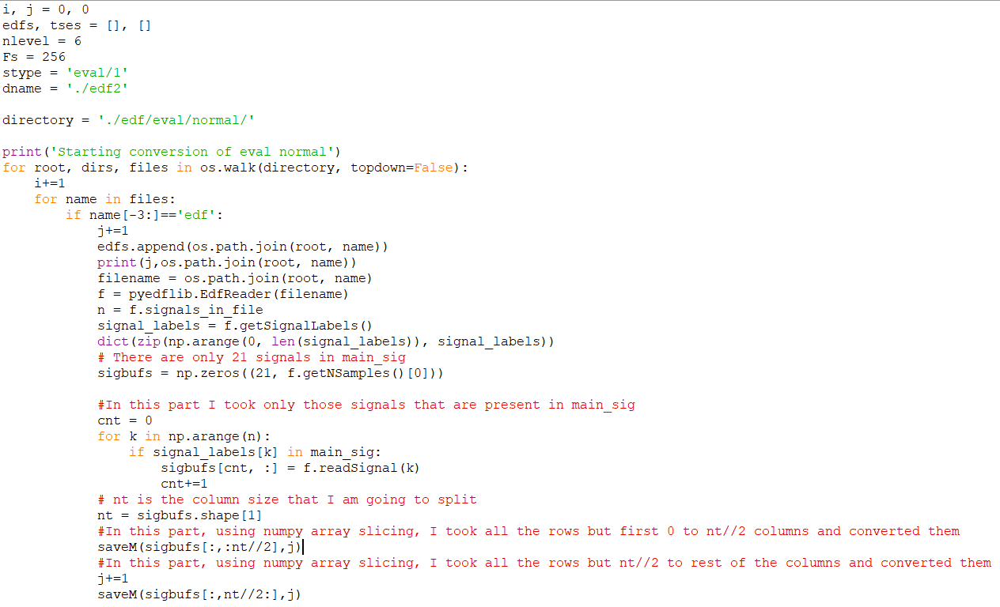 i, j = 0, 0
edfs, tses = [], []
nlevel = 6
Fs = 256
stype = 'eval/1'
dname = './edf2'

directory = './edf/eval/normal/'

print('Starting conversion of eval normal')
for root, dirs, files in os.walk(directory, topdown=False):
    i+=1
    for name in files:
        if name[-3:]=='edf':
            j+=1
            edfs.append(os.path.join(root, name))
            print(j,os.path.join(root, name))
            filename = os.path.join(root, name)
            f = pyedflib.EdfReader(filename)
            n = f.signals_in_file
            signal_labels = f.getSignalLabels()
            dict(zip(np.arange(0, len(signal_labels)), signal_labels))
            # There are only 21 signals in main_sig
            sigbufs = np.zeros((21, f.getNSamples()[0]))

            #In this part I took only those signals that are present in main_sig
            cnt = 0
            for k in np.arange(n):
                if signal_labels[k] in main_sig:
                    sigbufs[cnt, :] = f.readSignal(k)
                    cnt+=1
            # nt is the column size that I am going to split
            nt = sigbufs.shape[1]
            #In this part, using numpy array slicing, I took all the rows but first 0 to nt//2 columns and converted them
            saveM(sigbufs[:,:nt//2],j)
            #In this part, using numpy array slicing, I took all the rows but nt//2 to rest of the columns and converted them
            j+=1
            saveM(sigbufs[:,nt//2:],j)